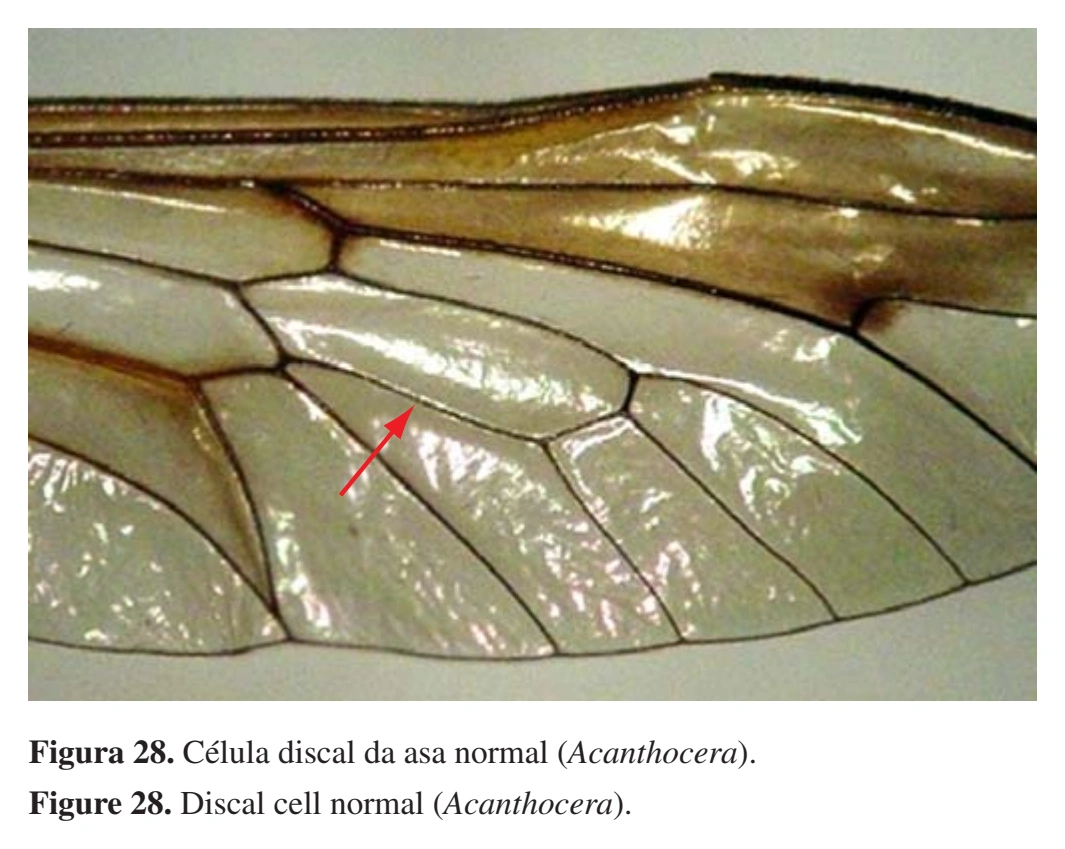 Figura 28. Célula discal da asa normal (Acanthocera).
Figure 28. Discal cell normal (Acanthocera).